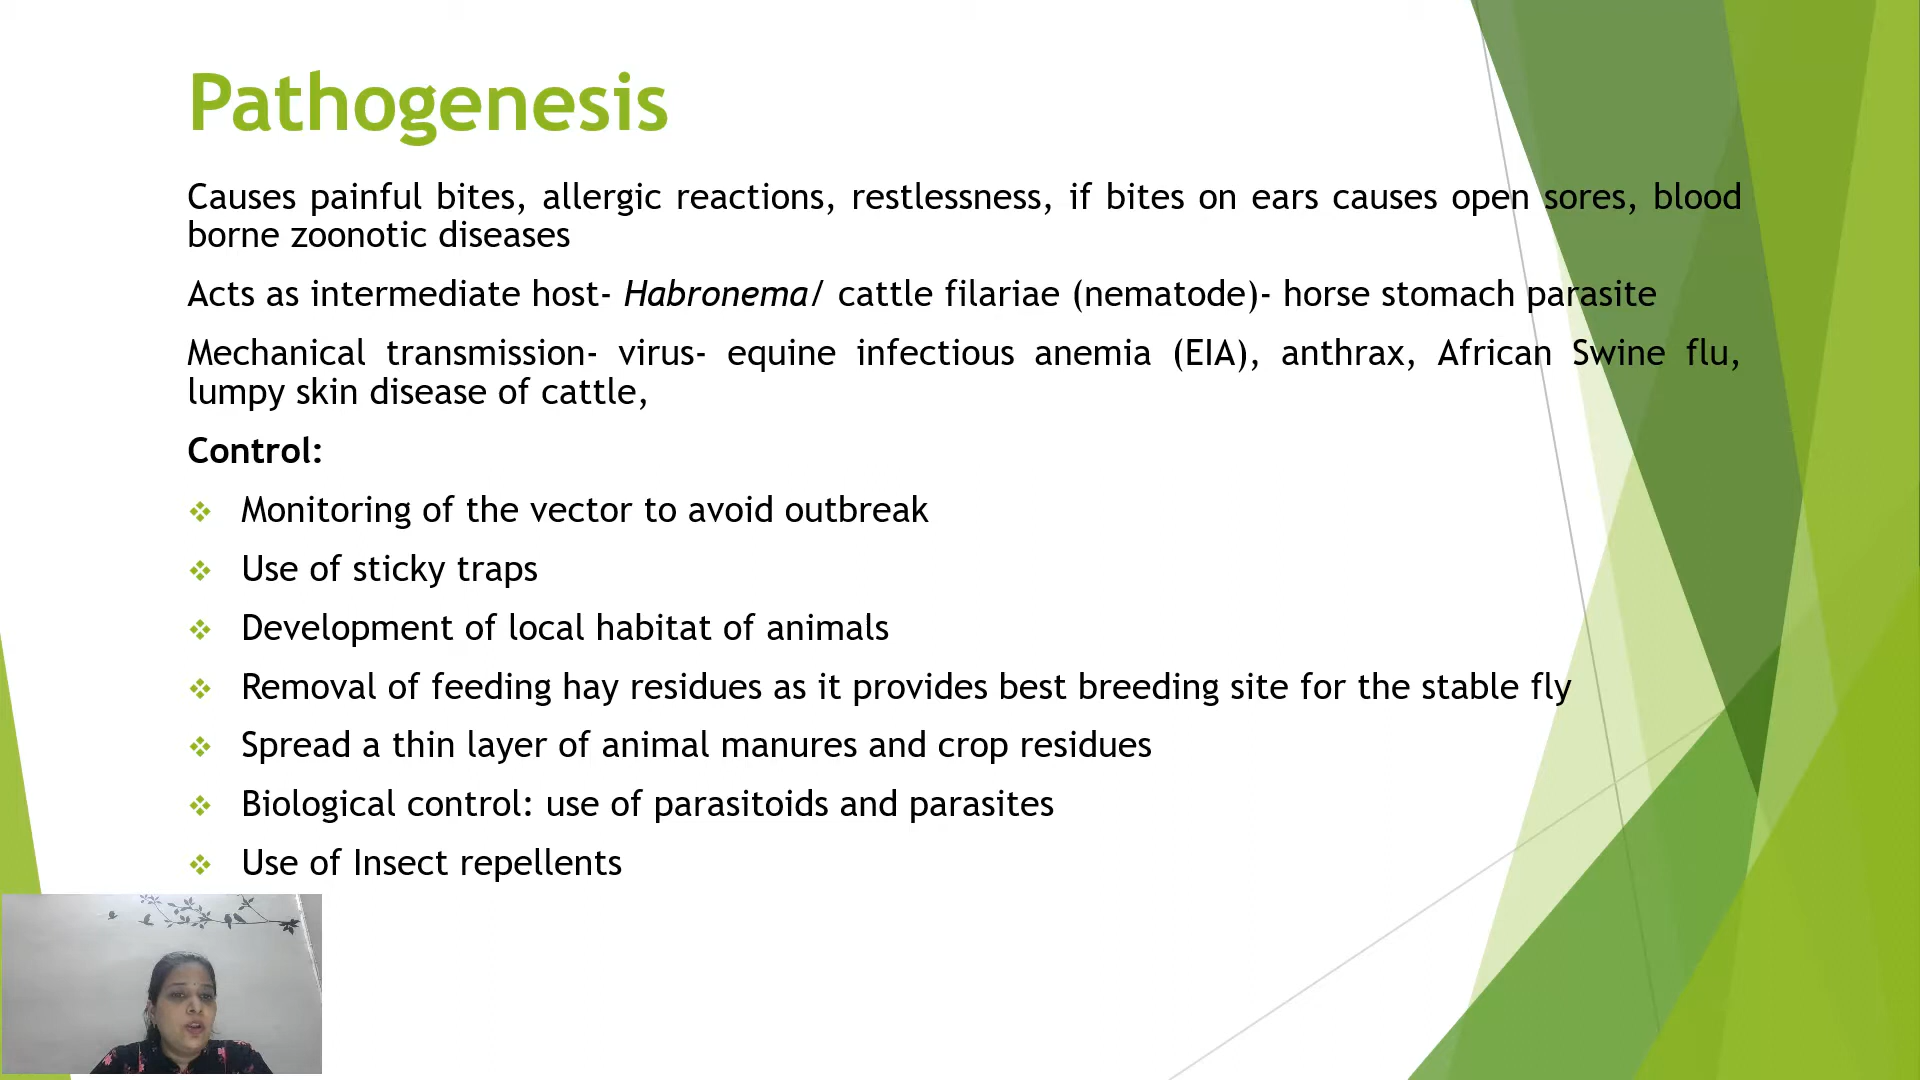 Pathogenesis
Causes painful bites, allergic reactions, restlessness, if bites on ears causes open sores, blood
borne zoonotic diseases
Acts as intermediate host- Habronema/ cattle filariae (nematode)- horse stomach parasite
Mechanical transmission- virus- equine infectious anemia (EIA), anthrax, African Swine flu,
lumpy skin disease of cattle,
Control:
Monitoring of the vector to avoid outbreak
Use of sticky traps
Development of local habitat of animals
Removal of feeding hay residues as it provides best breeding site for the stable fly
Spread a thin layer of animal manures and crop residues
Biological control: use of parasitoids and parasites
Use of Insect repellents